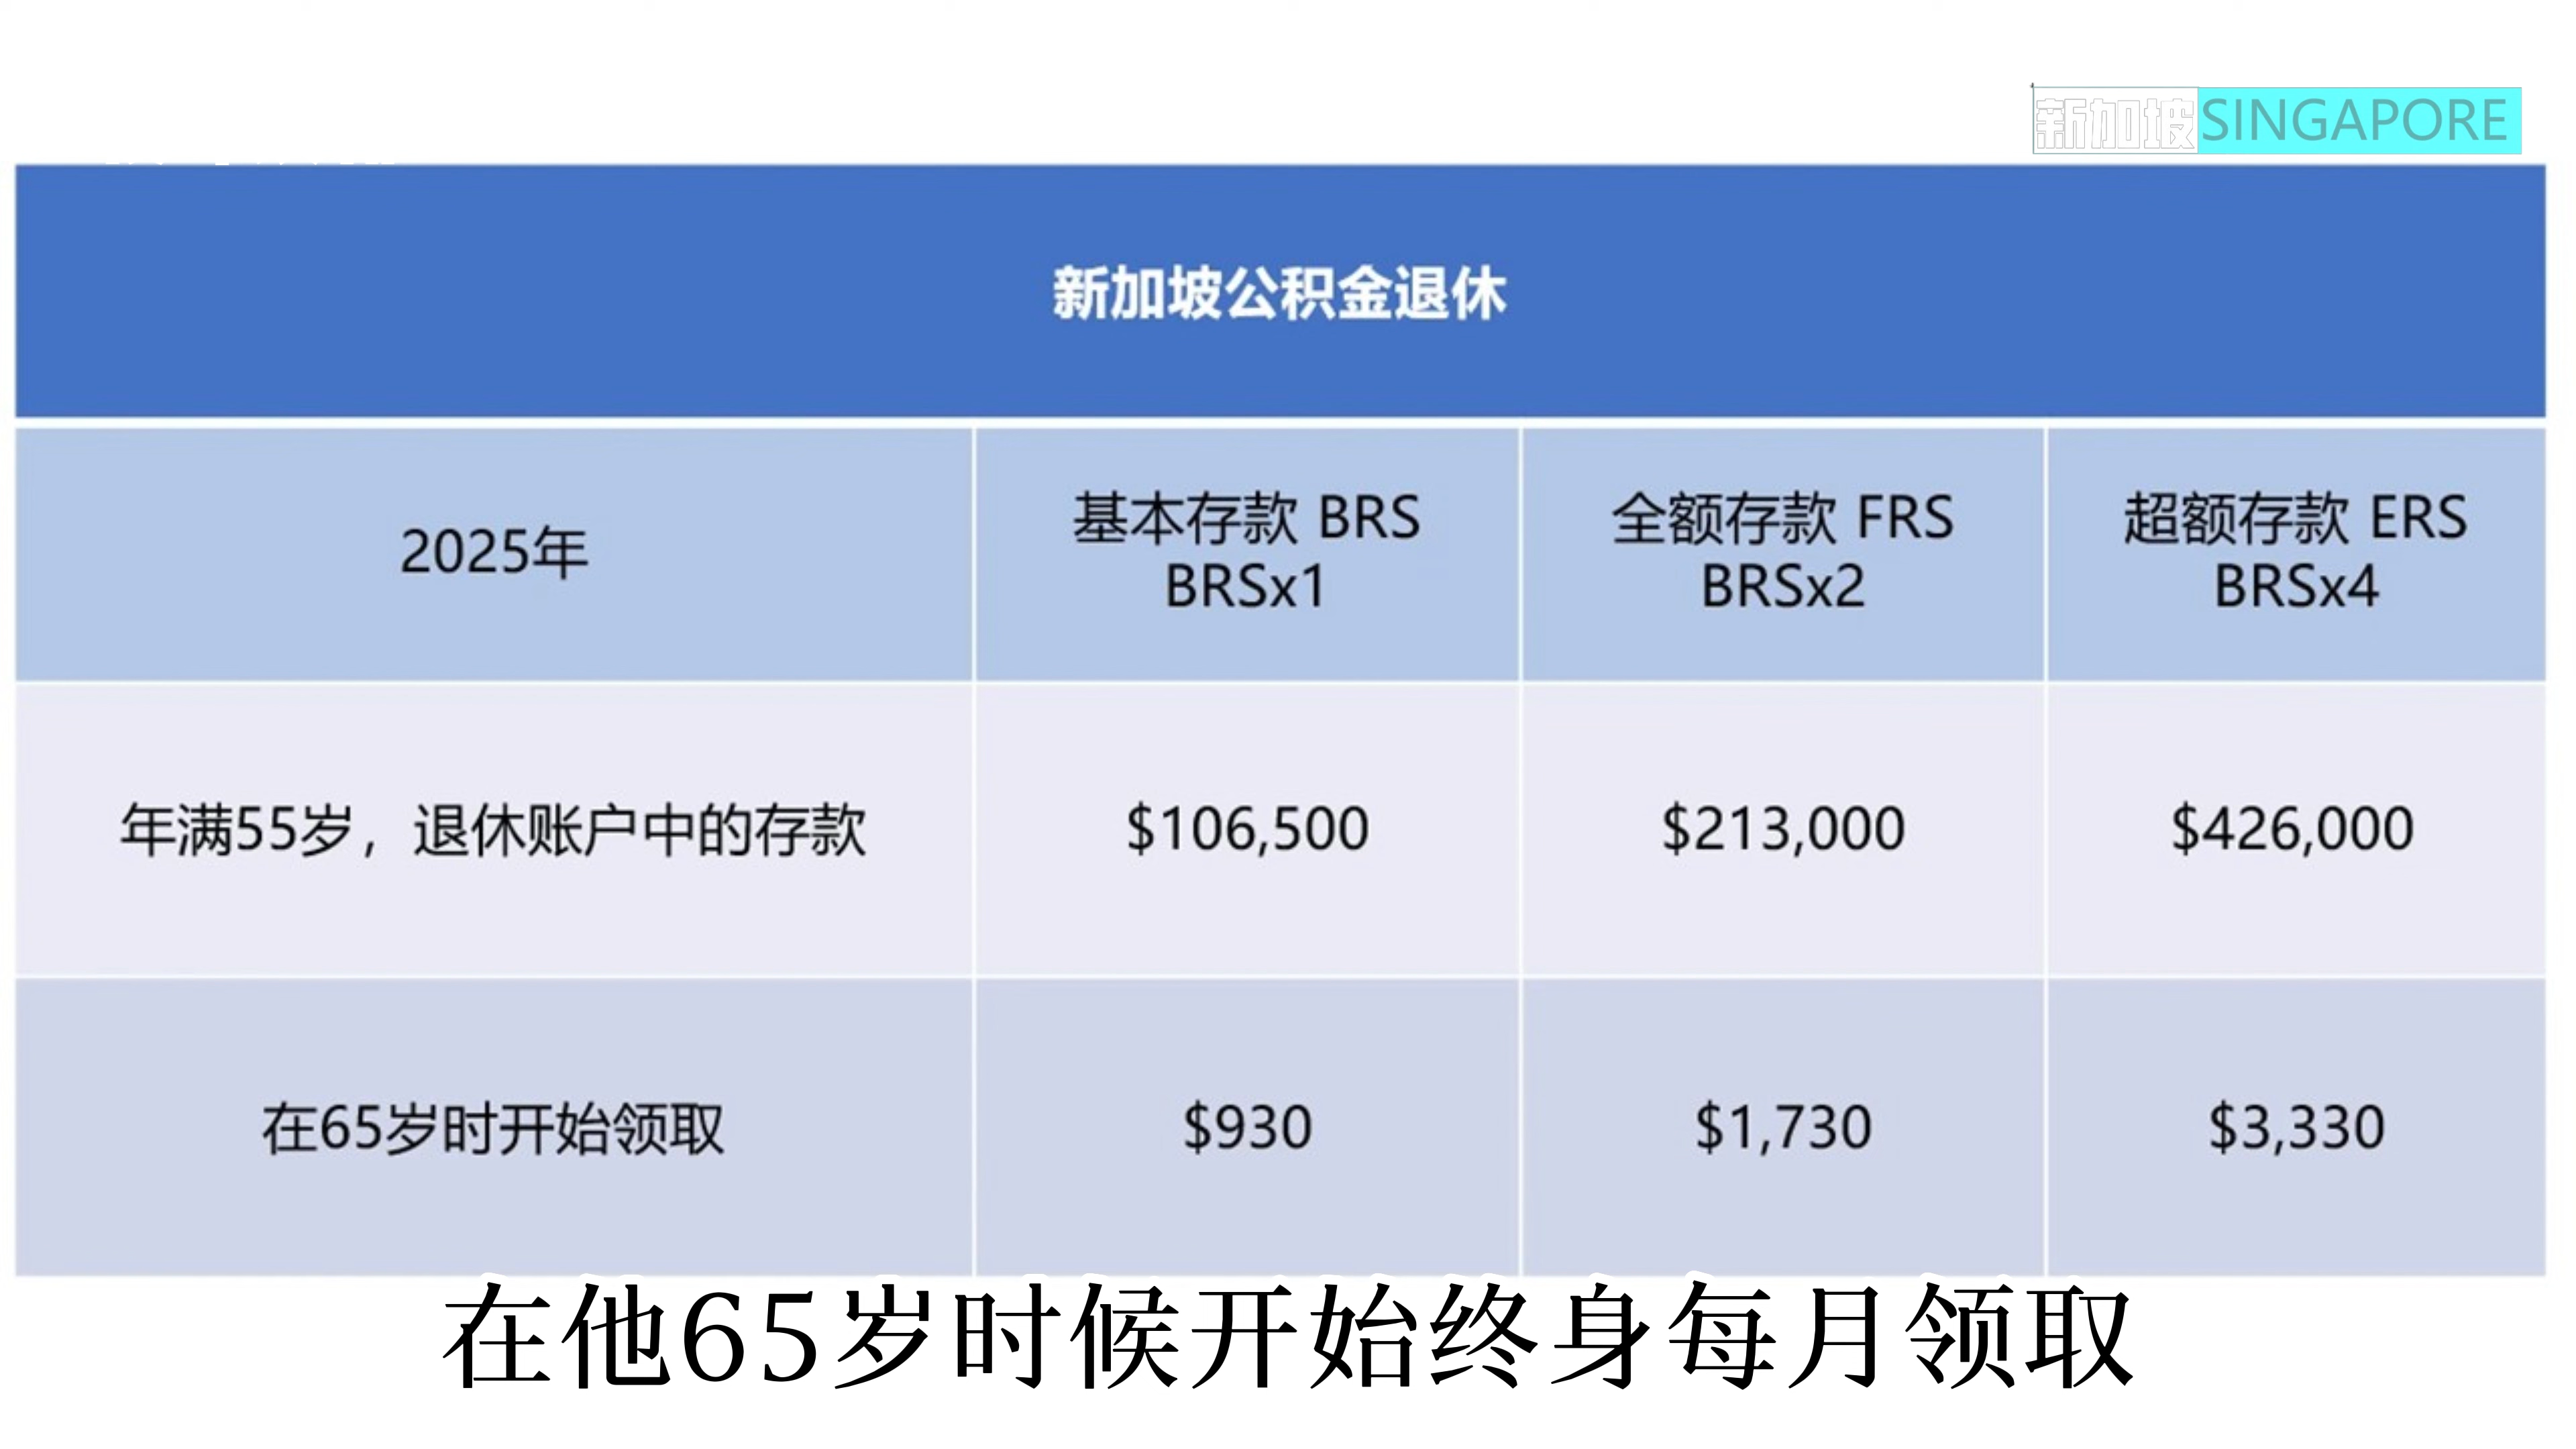 新加坡SINGAPORE
新加坡公积金退休
2025年
基本存款 BRS
BRSx1
全额存款 FRS
BRSx2
超额存款 ERS
BRSx4
年满55岁，退休账户中的存款
$106,500
$213,000
$426,000
在65岁时开始领取
$930
$1,730
$3,330
在他65岁时候开始终身每月领取